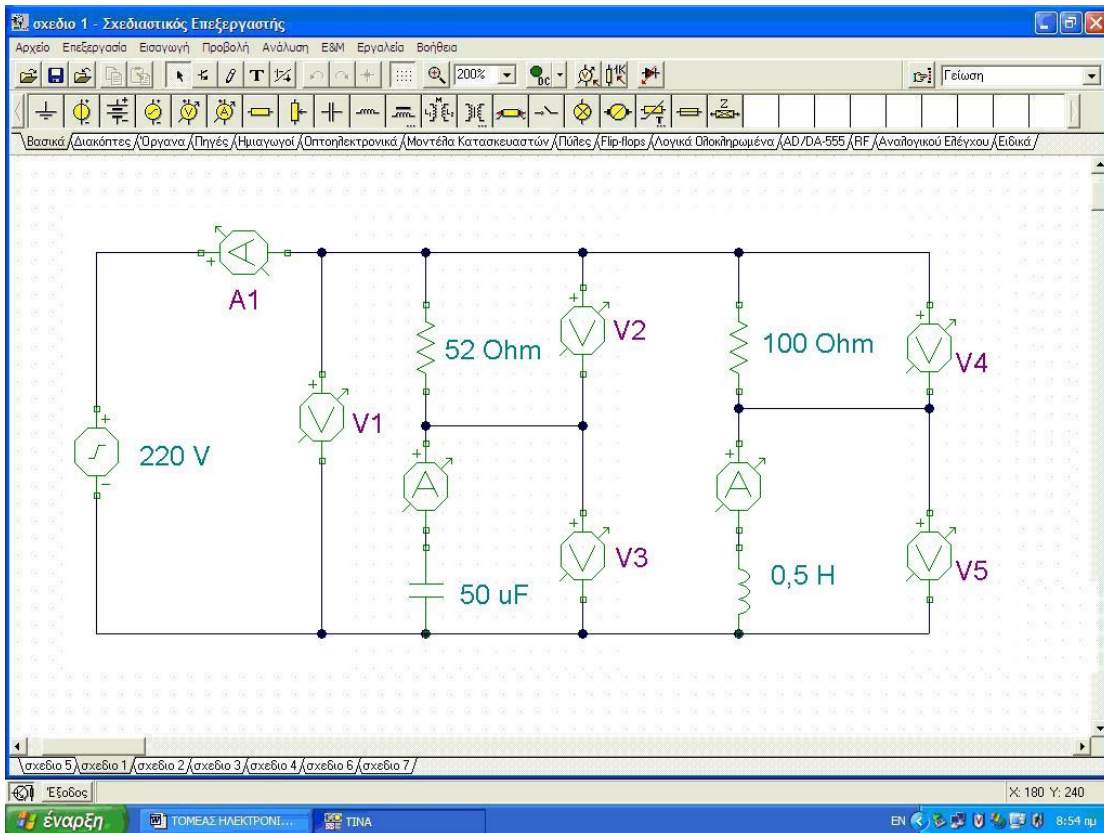 σχεδιο 1 - Σχεδιαστικός Επεξεργαστής
Αρχείο Επεξεργασία Εισαγωγή Προβολή Ανάλυση E&M Εργαλεία Βοήθεια
T 200% DC 1K Γείωση
M T Z
Βασικά Διακόπτες Όργανα Πηγές Ημιαγωγοί Οπτοηλεκτρονικά Μοντέλα Κατασκευαστών Πύλες Flip-flops Λογικά Ολοκληρωμένα AD/DA-555 RF Αναλογικού Ελέγχου Ειδικά
A
A1
V
V2
52 Ohm
100 Ohm
V
V4
V
V1
220 V
A
A
V
V3
50 uF
0,5 H
V
V5
σχεδιο 5 σχεδιο 1 σχεδιο 2 σχεδιο 3 σχεδιο 4 σχεδιο 6 σχεδιο 7
Έξοδος X: 180 Y: 240
έναρξη ΤΟΜΕΑΣ ΗΛΕΚΤΡΟΝΙ... TINA EN 8:54 πμ